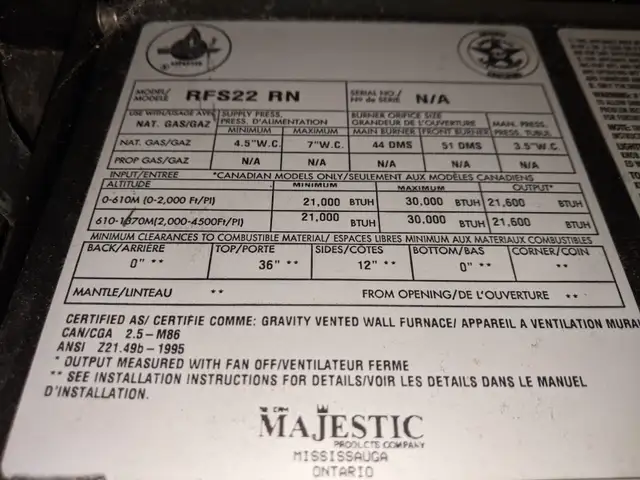 MODEL/ MODÈLE RFS22 RN SERIAL NO/ Nº de SÉRIE N/A
USE WITH/USAGE AVEC SUPPLY PRESS. PRESS. D'ALIMENTATION BURNER ORIFICE SIZE GRANDEUR DE L'OUVERTURE MAN. PRESS.
NAT. GAS/GAZ MINIMUM MAXIMUM MAIN BURNER FRONT BURNER PRESS. TUBUL
NAT. GAS/GAZ 4.5"W.C. 7"W.C. 44 DMS 51 DMS 3.5"W.C.
PROP GAS/GAZ N/A N/A N/A N/A N/A
INPUT/ENTREE *CANADIAN MODELS ONLY/SEULEMENT AUX MODÈLES CANADIENS
ALTITUDE MINIMUM MAXIMUM OUTPUT*
0-610M (0-2,000 Ft/PI) 21,000 BTUH 30,000 BTUH 21,600 BTUH
610-1370M(2,000-4500Ft/PI) 21,000 BTUH 30,000 BTUH 21,600 BTUH
MINIMUM CLEARANCES TO COMBUSTIBLE MATERIAL/ ESPACES LIBRES MINIMUM AUX MATERIAUX COMBUSTIBLES
BACK/ARRIÈRE TOP/PORTE SIDES/CÔTES BOTTOM/BAS CORNER/COIN
0" ** 36" ** 12" ** 0" ** **
MANTLE/LINTEAU ** FROM OPENING/DE L'OUVERTURE **
CERTIFIED AS/ CERTIFIE COMME: GRAVITY VENTED WALL FURNACE/ APPAREIL A VENTILATION MURA
CAN/CGA 2.5-M86
ANSI Z21.49b-1995
* OUTPUT MEASURED WITH FAN OFF/VENTILATEUR FERME
** SEE INSTALLATION INSTRUCTIONS FOR DETAILS/VOIR LES DETAILS DANS LE MANUEL
D'INSTALLATION.
MAJESTIC
PRODUCTS COMPANY
MISSISSAUGA
ONTARIO